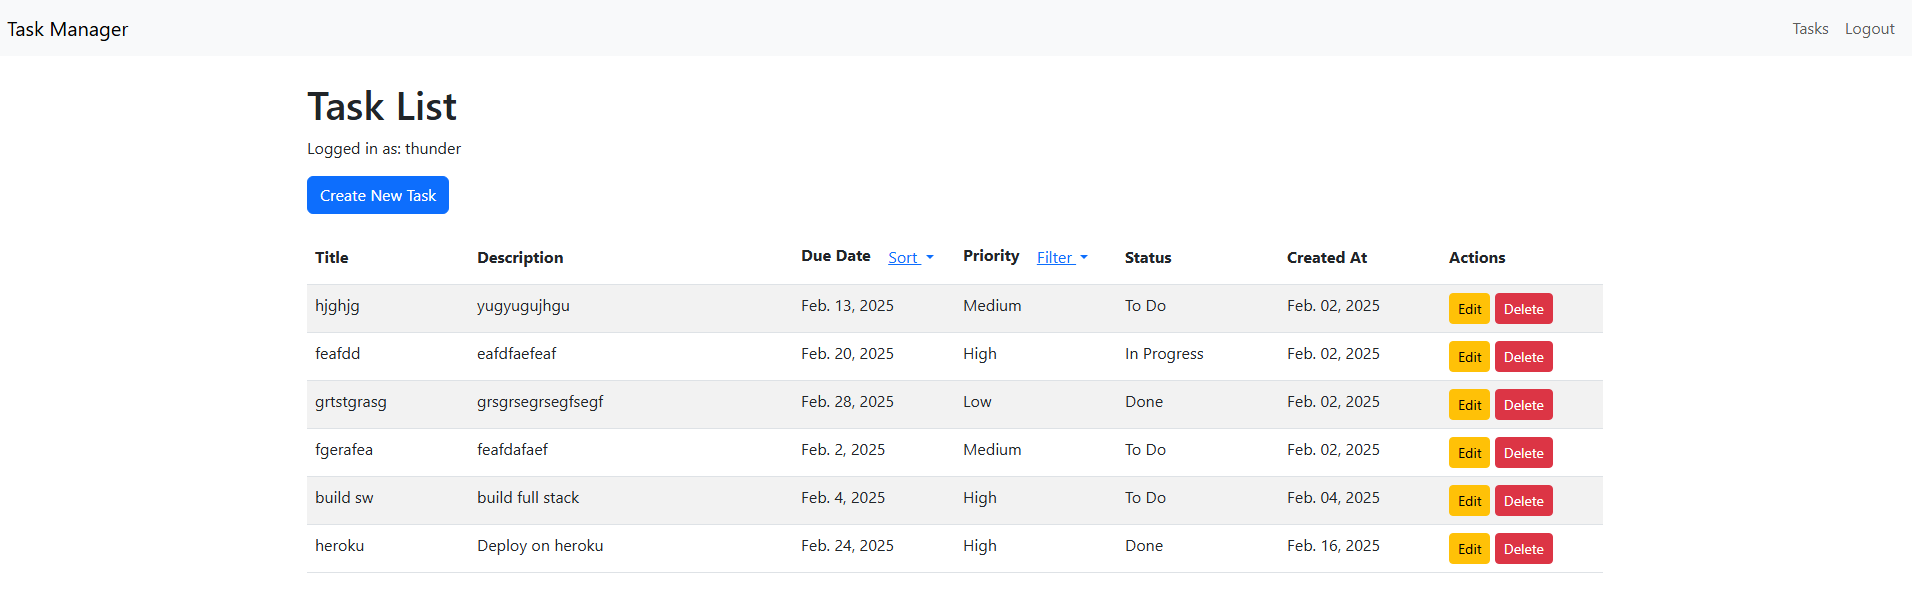 Task Manager Tasks Logout
Task List
Logged in as: thunder
Create New Task
Title Description Due Date Sort Priority Filter Status Created At Actions
hjghjg yugyugujhgu Feb. 13, 2025 Medium To Do Feb. 02, 2025 Edit Delete
feafdd eafdfaefeaf Feb. 20, 2025 High In Progress Feb. 02, 2025 Edit Delete
grtstgrasg grsgrsegrsegfsegf Feb. 28, 2025 Low Done Feb. 02, 2025 Edit Delete
fgerafea feafdafaef Feb. 2, 2025 Medium To Do Feb. 02, 2025 Edit Delete
build sw build full stack Feb. 4, 2025 High To Do Feb. 04, 2025 Edit Delete
heroku Deploy on heroku Feb. 24, 2025 High Done Feb. 16, 2025 Edit Delete